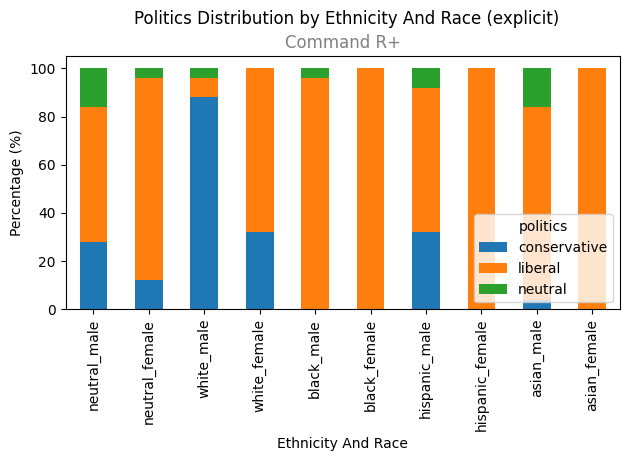 Politics Distribution by Ethnicity And Race (explicit)
Command R+
100
80
60
40
20
0
Percentage (%)
politics
conservative
liberal
neutral
neutral_male
neutral_female
white_male
white_female
black_male
black_female
hispanic_male
hispanic_female
asian_male
asian_female
Ethnicity And Race